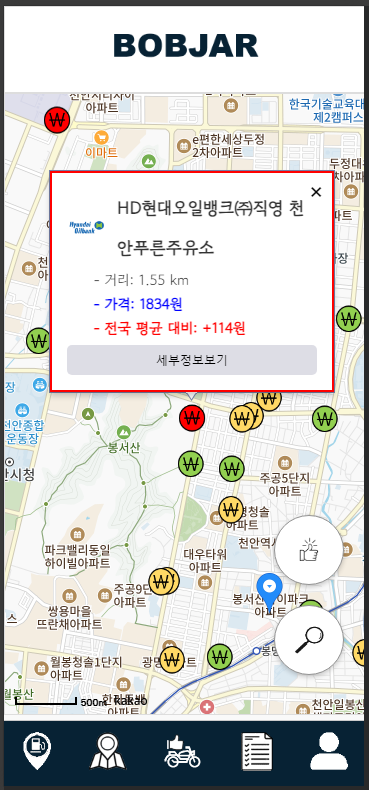 BOBJAR
아파트
한국기술교육대
제2캠퍼스
이마트
e편한세상두정
2차아파트
두정대
HD현대오일뱅크㈜직영 천
안푸른주유소
Hyundai
Oilbank
- 거리: 1.55 km
- 가격: 1834원
- 전국 평균 대비: +114원
세부정보보기
천안종합
운동장
시청
봉서산
주공5단지
아파트
청솔
아파트
천안역
대우타워
아파트
파크밸리동일
하이빌아파트
주공9단
아파트
봉서산
이파크
아파트
쌍용마을
뜨란채아파트
스
봉명
월봉청솔1단지
아파트
광명
아파트
월봉산
500m
kakao
천안일성
아파트